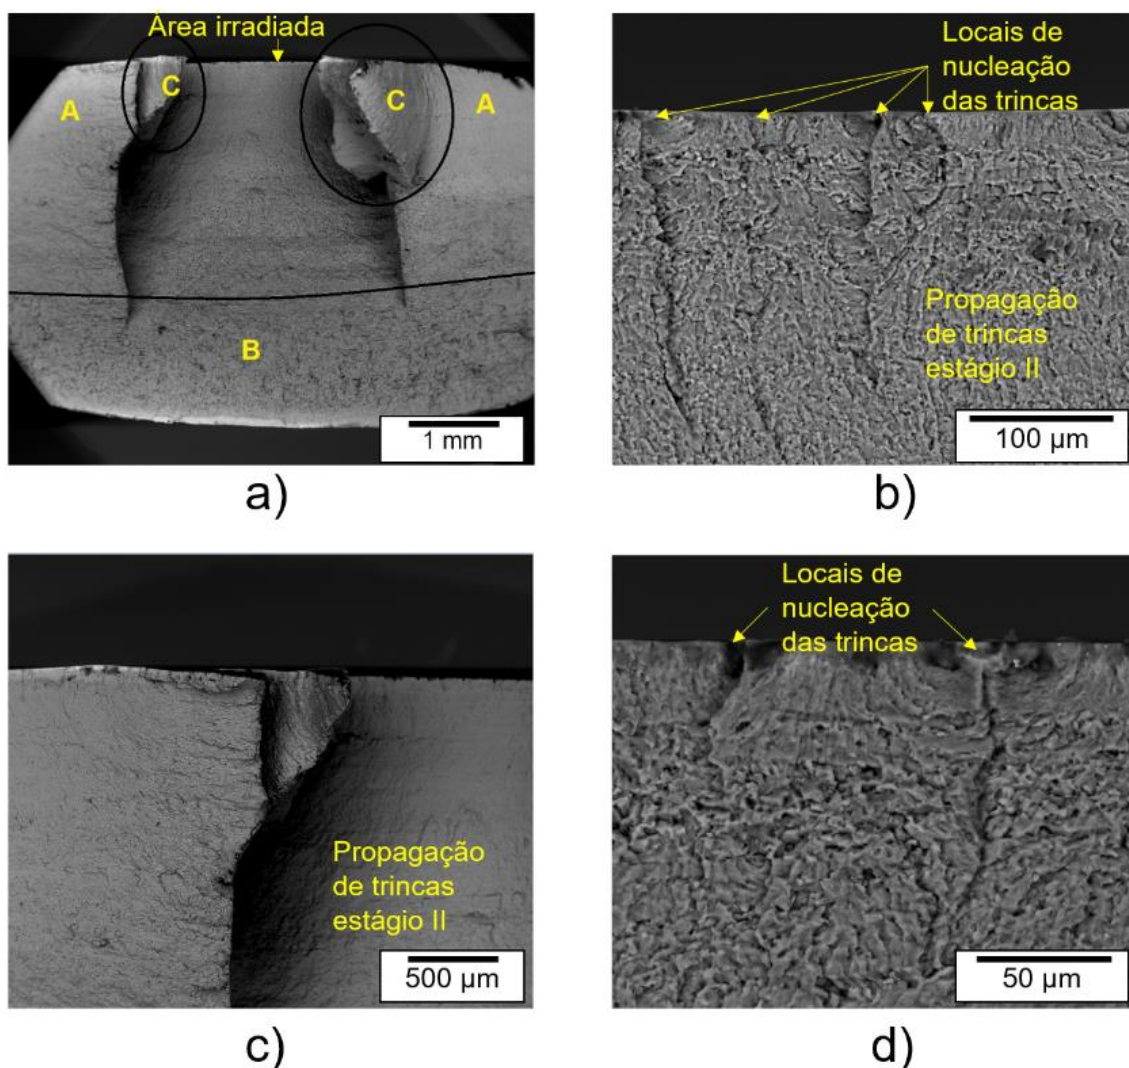 Área irradiada
A
C
C
A
B
1 mm
a)
Locais de
nucleação
das trincas
Propagação
de trincas
estágio II
100 µm
b)
Propagação
de trincas
estágio II
500 µm
c)
Locais de
nucleação
das trincas
50 µm
d)